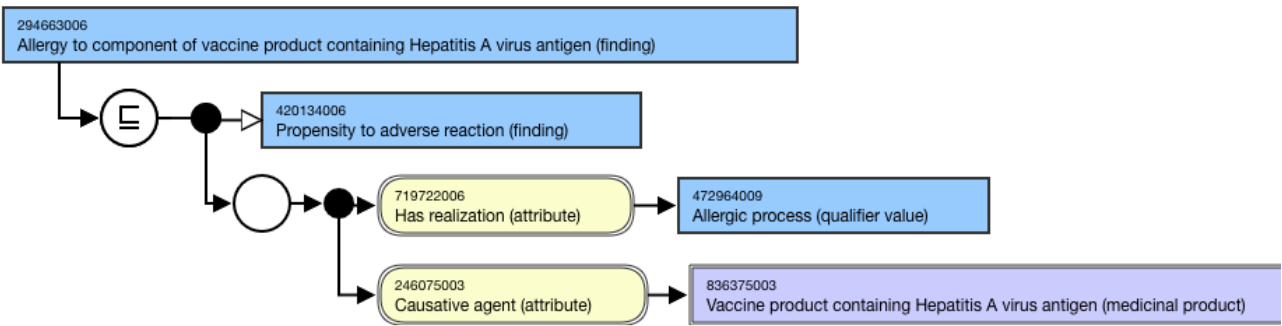 294663006
Allergy to component of vaccine product containing Hepatitis A virus antigen (finding)
⊑
420134006
Propensity to adverse reaction (finding)
719722006
Has realization (attribute)
472964009
Allergic process (qualifier value)
246075003
Causative agent (attribute)
836375003
Vaccine product containing Hepatitis A virus antigen (medicinal product)